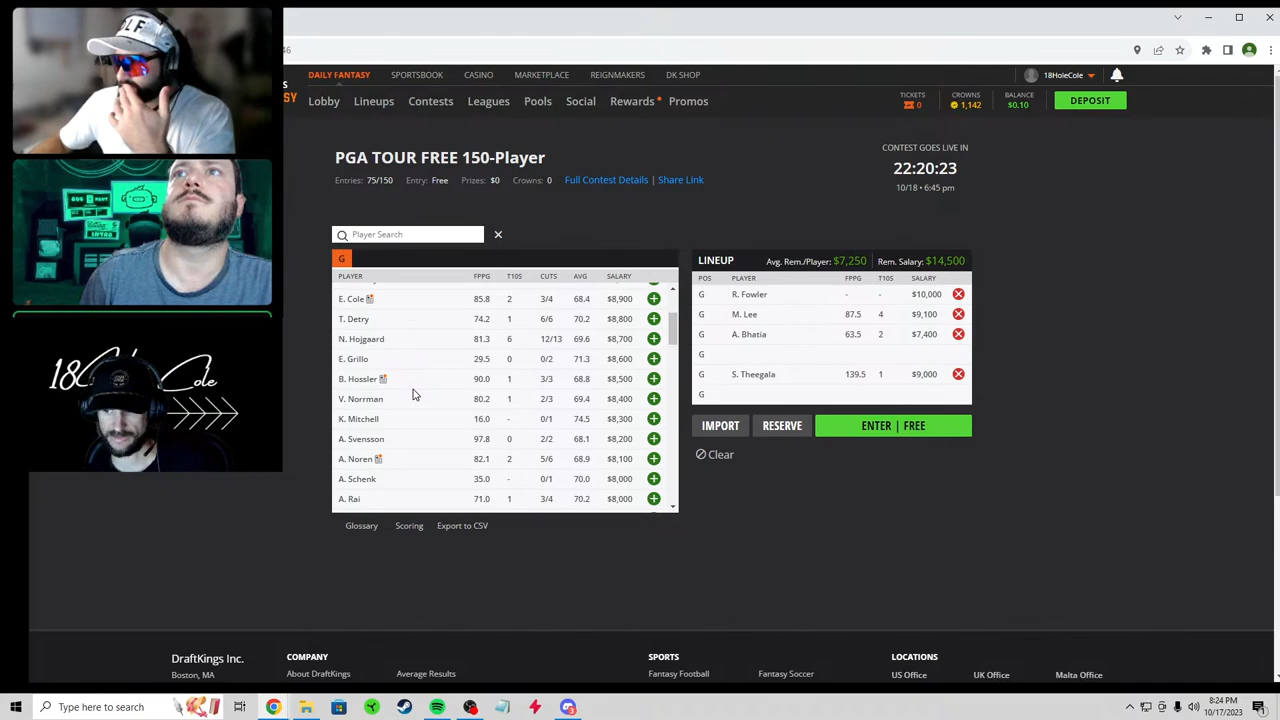 46
DAILY FANTASY SPORTSBOOK CASINO MARKETPLACE REIGNMAKERS DK SHOP
18HoleCole
Lobby Lineups Contests Leagues Pools Social Rewards Promos
TICKETS CROWNS BALANCE
0 1,142 $0.10
DEPOSIT
PGA TOUR FREE 150-Player
Entries: 75/150 Entry: Free Prizes: $0 Crowns: 0 Full Contest Details | Share Link
CONTEST GOES LIVE IN
22:20:23
10/18 • 6:45 pm
Player Search
G
PLAYER FPPG T10S CUTS AVG SALARY
E. Cole 85.8 2 3/4 68.4 $8,900
T. Detry 74.2 1 6/6 70.2 $8,800
N. Hojgaard 81.3 6 12/13 69.6 $8,700
E. Grillo 29.5 0 0/2 71.3 $8,600
B. Hossler 90.0 1 3/3 68.8 $8,500
V. Norrman 80.2 1 2/3 69.4 $8,400
K. Mitchell 16.0 - 0/1 74.5 $8,300
A. Svensson 97.8 0 2/2 68.1 $8,200
A. Noren 82.1 2 5/6 68.9 $8,100
A. Schenk 35.0 - 0/1 70.0 $8,000
A. Rai 71.0 1 3/4 70.2 $8,000
Glossary Scoring Export to CSV
LINEUP Avg. Rem./Player: $7,250 Rem. Salary: $14,500
POS PLAYER FPPG T10S SALARY
G R. Fowler - - $10,000
G M. Lee 87.5 4 $9,100
G A. Bhatia 63.5 2 $7,400
G
G S. Theegala 139.5 1 $9,000
G
IMPORT RESERVE ENTER | FREE
Clear
DraftKings Inc.
Boston, MA
COMPANY
About DraftKings Average Results
SPORTS
Fantasy Football Fantasy Soccer
LOCATIONS
US Office UK Office Malta Office
Type here to search
8:24 PM
10/17/2023